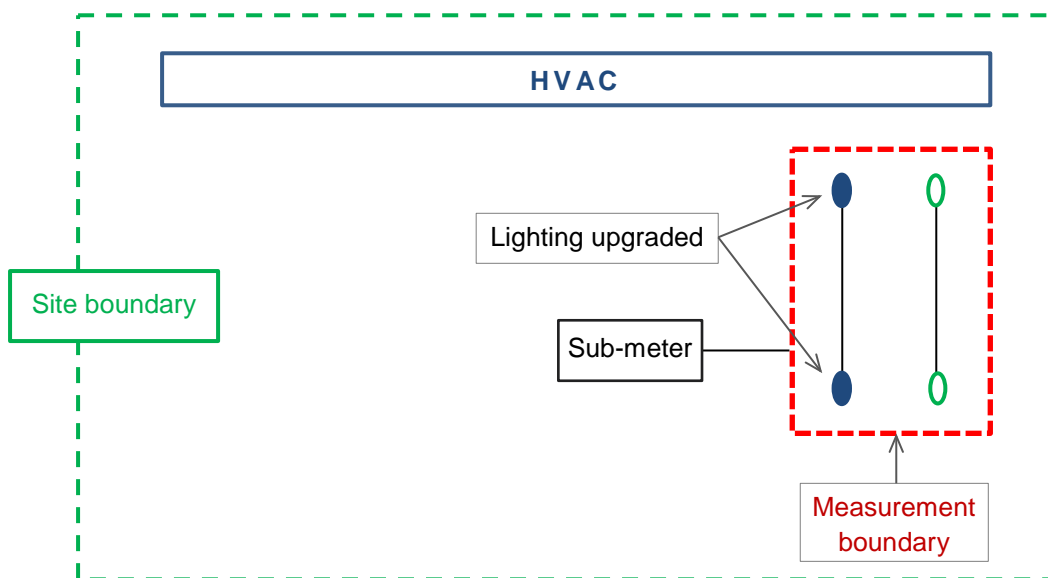 HVAC
Lighting upgraded
Site boundary
Sub-meter
Measurement
boundary